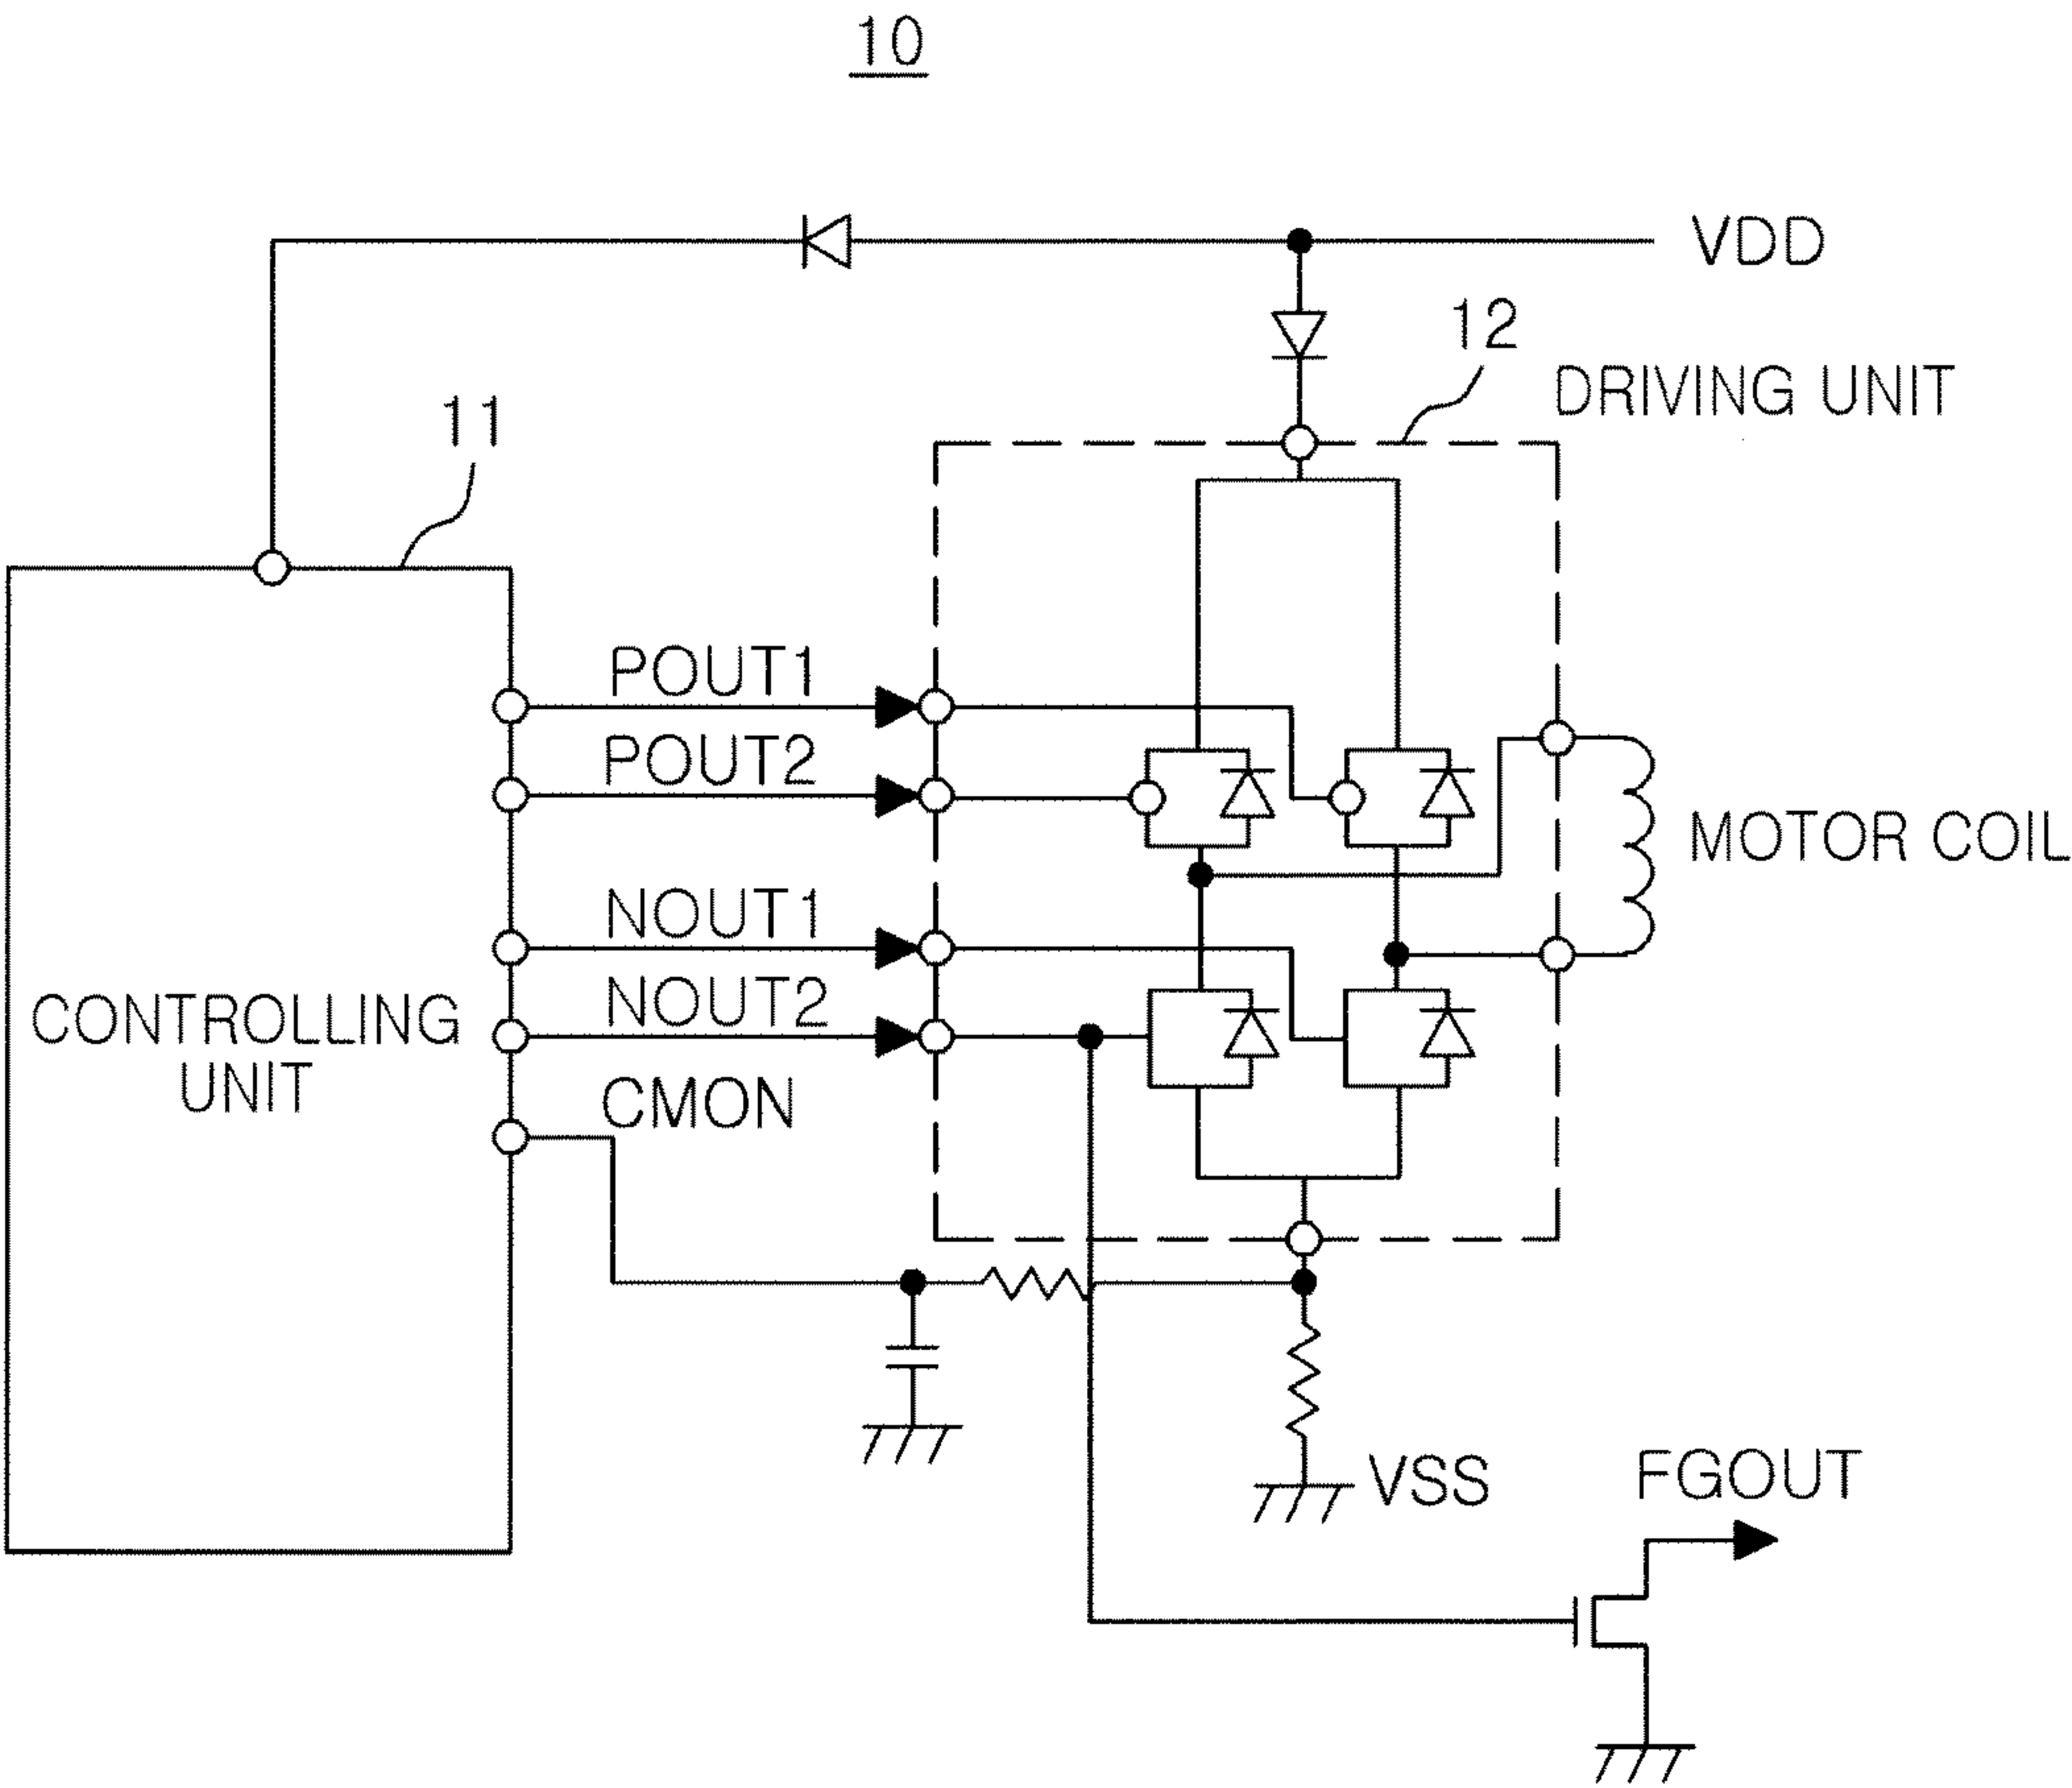 10
VDD
12
DRIVING UNIT
11
POUT1
POUT2
MOTOR COIL
NOUT1
NOUT2
CONTROLLING
UNIT
CMON
VSS
FGOUT